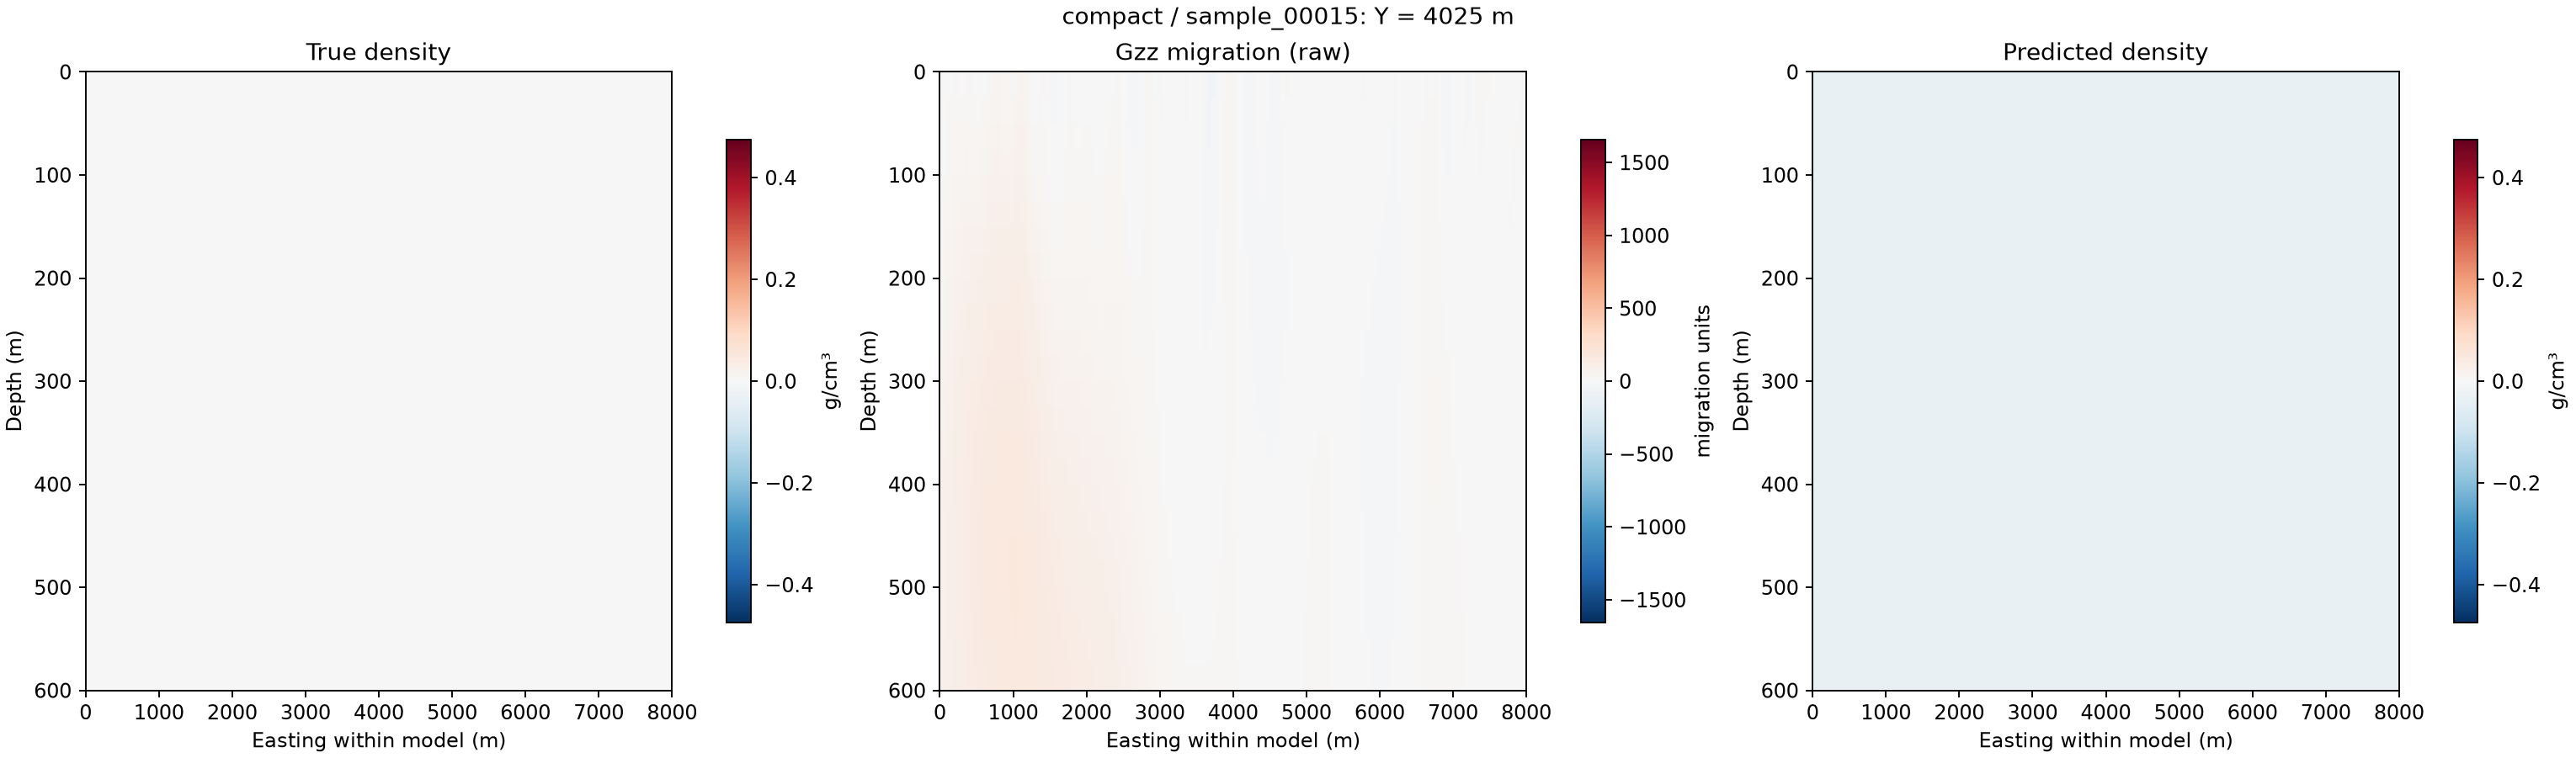 compact / sample_00015: Y = 4025 m
True density
0
100
200
300
400
500
600
Depth (m)
0 1000 2000 3000 4000 5000 6000 7000 8000
Easting within model (m)
0.4
0.2
0.0
−0.2
−0.4
g/cm³
Gzz migration (raw)
0
100
200
300
400
500
600
Depth (m)
0 1000 2000 3000 4000 5000 6000 7000 8000
Easting within model (m)
1500
1000
500
0
−500
−1000
−1500
migration units
Predicted density
0
100
200
300
400
500
600
Depth (m)
0 1000 2000 3000 4000 5000 6000 7000 8000
Easting within model (m)
0.4
0.2
0.0
−0.2
−0.4
g/cm³